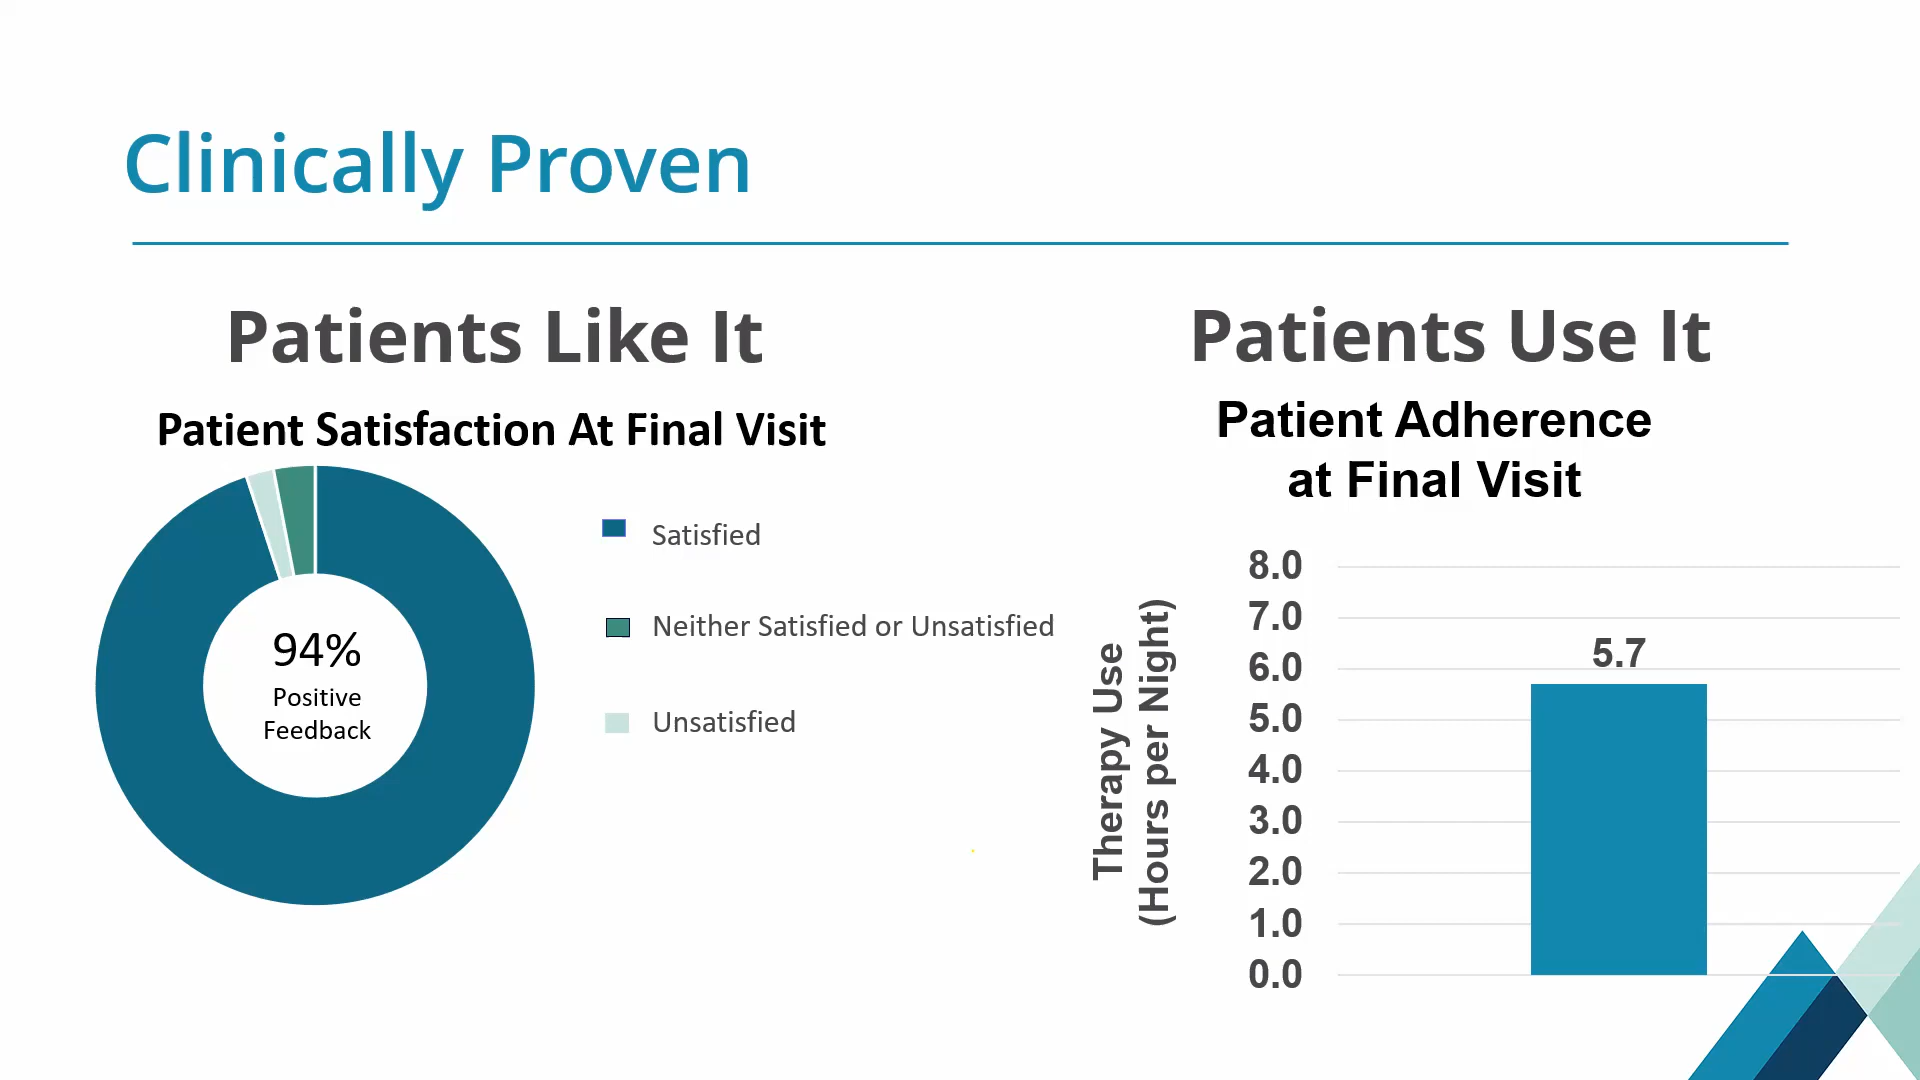 Clinically Proven
Patients Like It
Patient Satisfaction At Final Visit
94%
Positive
Feedback
Satisfied
Neither Satisfied or Unsatisfied
Unsatisfied
Patients Use It
Patient Adherence
at Final Visit
Therapy Use
(Hours per Night)
8.0
7.0
6.0
5.0
4.0
3.0
2.0
1.0
0.0
5.7